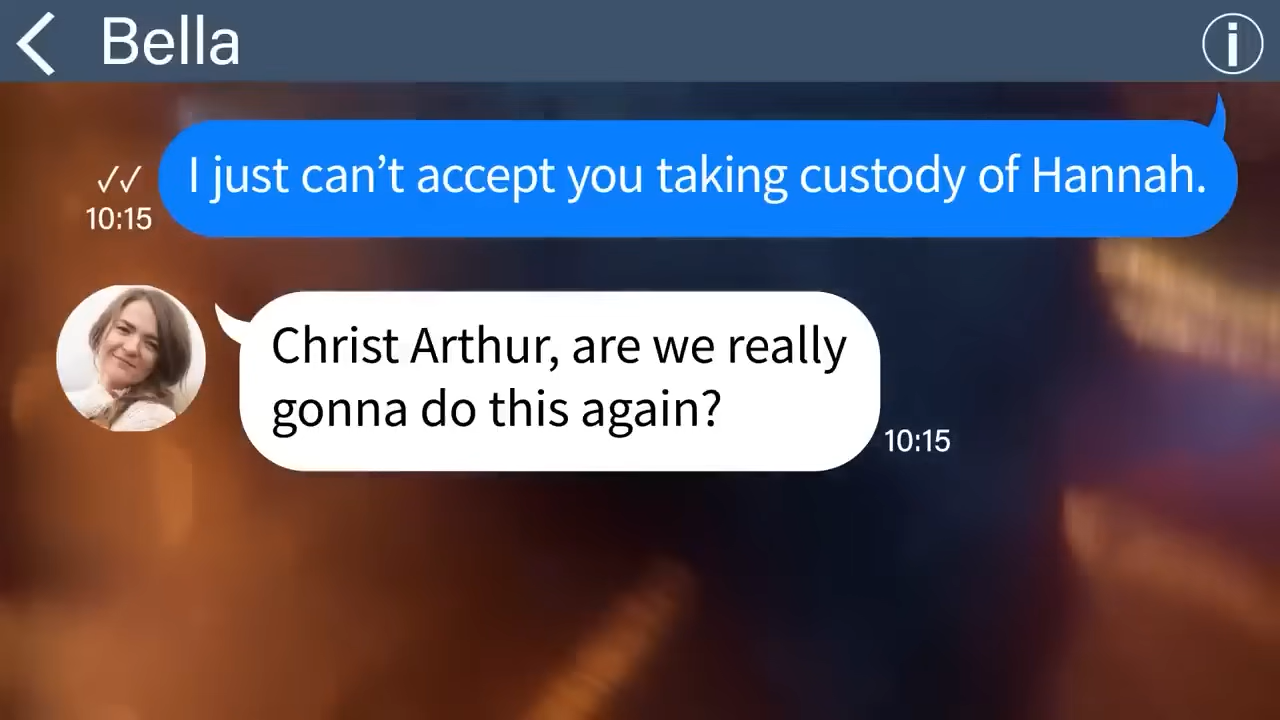 Bella
I just can’t accept you taking custody of Hannah.
10:15
Christ Arthur, are we really
gonna do this again?
10:15